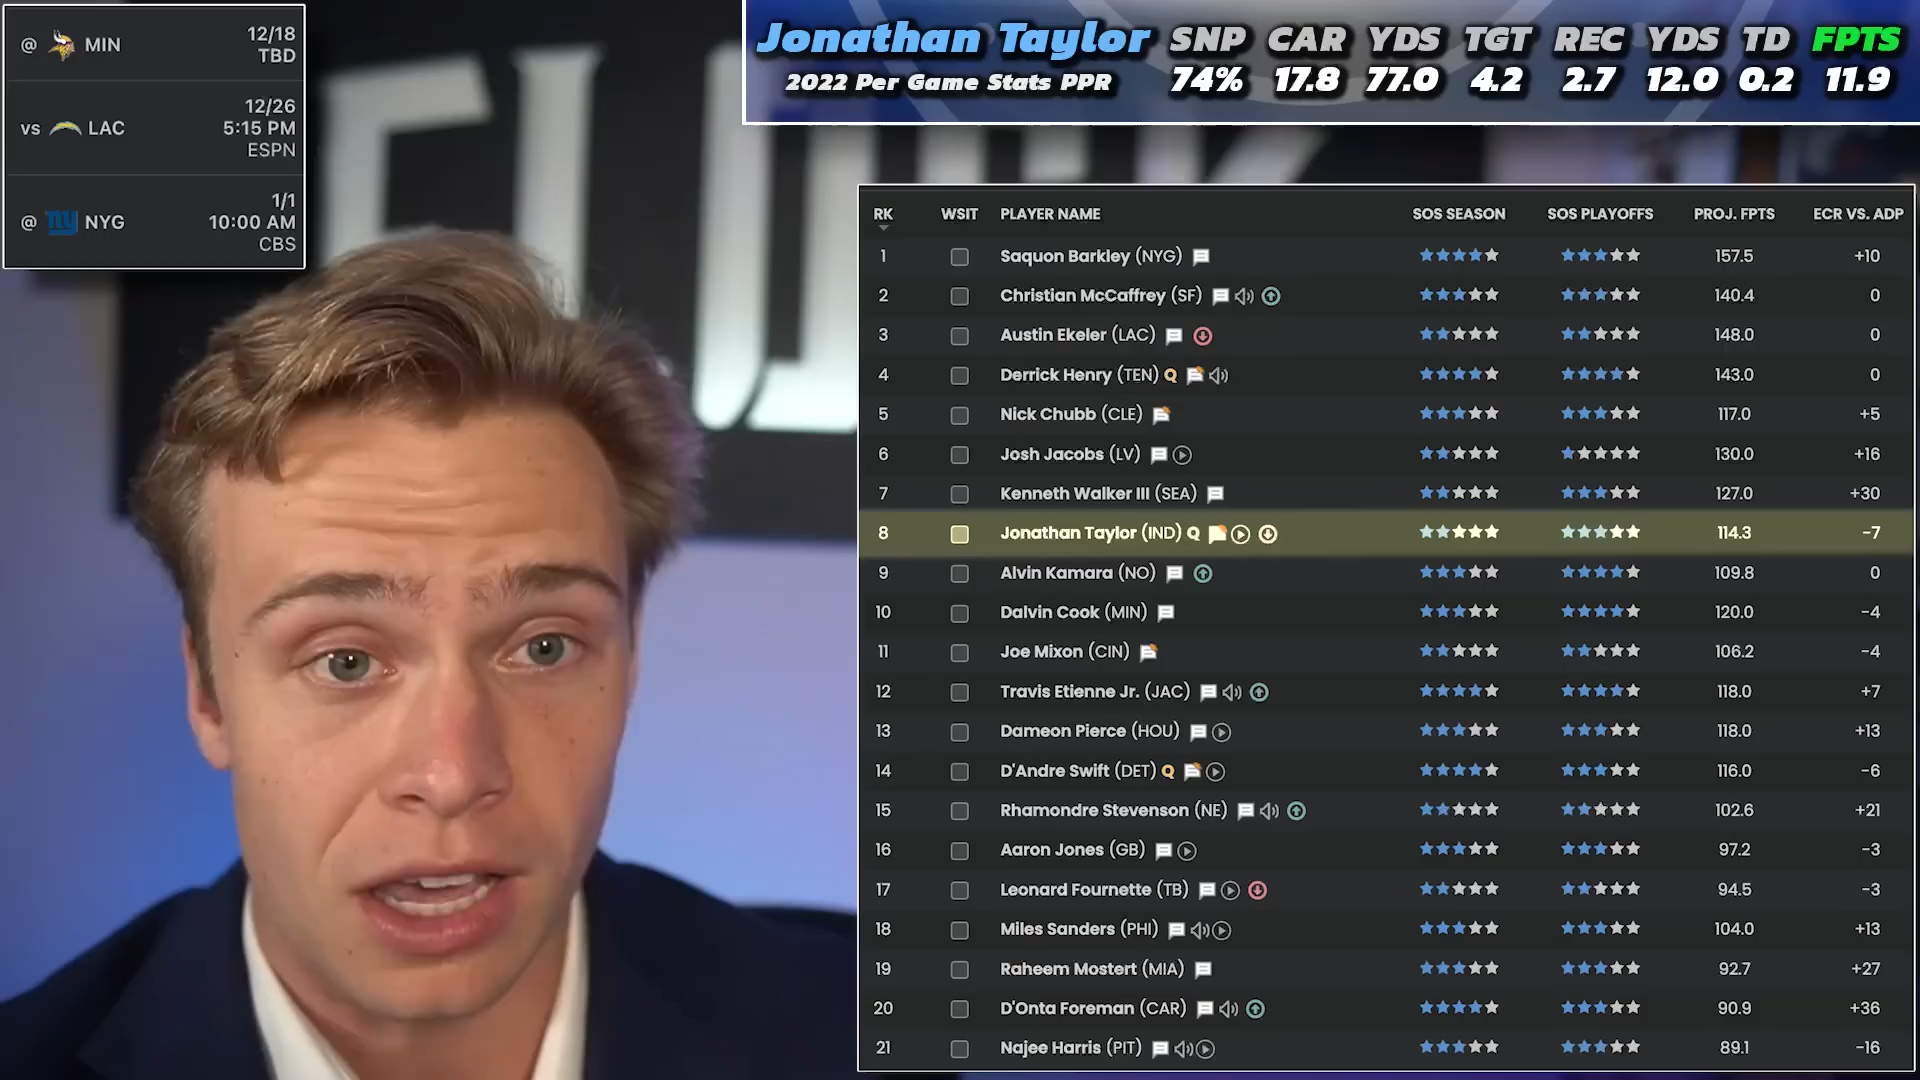 @ MIN 12/18
TBD
12/26
vs LAC 5:15 PM
ESPN
1/1
@ NYG 10:00 AM
CBS
Jonathan Taylor SNP CAR YDS TGT REC YDS TD FPTS
2022 Per Game Stats PPR 74% 17.8 77.0 4.2 2.7 12.0 0.2 11.9
RK WSIT PLAYER NAME SOS SEASON SOS PLAYOFFS PROJ. FPTS ECR VS. ADP
1 Saquon Barkley (NYG) 157.5 +10
2 Christian McCaffrey (SF) 140.4 0
3 Austin Ekeler (LAC) 148.0 0
4 Derrick Henry (TEN) Q 143.0 0
5 Nick Chubb (CLE) 117.0 +5
6 Josh Jacobs (LV) 130.0 +16
7 Kenneth Walker III (SEA) 127.0 +30
8 Jonathan Taylor (IND) Q 114.3 -7
9 Alvin Kamara (NO) 109.8 0
10 Dalvin Cook (MIN) 120.0 -4
11 Joe Mixon (CIN) 106.2 -4
12 Travis Etienne Jr. (JAC) 118.0 +7
13 Dameon Pierce (HOU) 118.0 +13
14 D'Andre Swift (DET) Q 116.0 -6
15 Rhamondre Stevenson (NE) 102.6 +21
16 Aaron Jones (GB) 97.2 -3
17 Leonard Fournette (TB) 94.5 -3
18 Miles Sanders (PHI) 104.0 +13
19 Raheem Mostert (MIA) 92.7 +27
20 D'Onta Foreman (CAR) 90.9 +36
21 Najee Harris (PIT) 89.1 -16